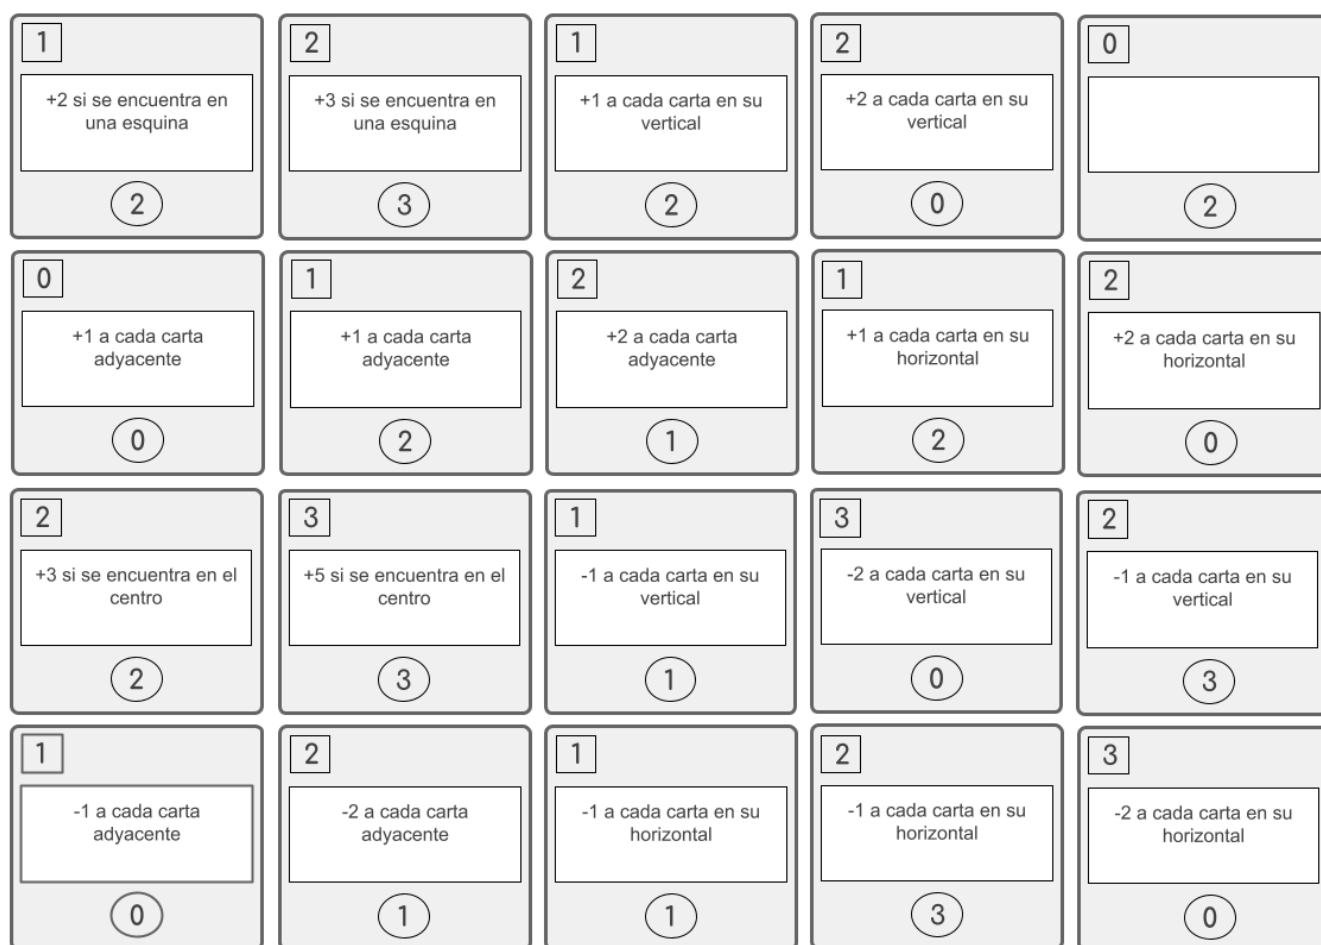 1
+2 si se encuentra en
una esquina
2
2
+3 si se encuentra en
una esquina
3
1
+1 a cada carta en su
vertical
2
2
+2 a cada carta en su
vertical
0
0
2
0
+1 a cada carta
adyacente
0
1
+1 a cada carta
adyacente
2
2
+2 a cada carta
adyacente
1
1
+1 a cada carta en su
horizontal
2
2
+2 a cada carta en su
horizontal
0
2
+3 si se encuentra en el
centro
2
3
+5 si se encuentra en el
centro
3
1
-1 a cada carta en su
vertical
1
3
-2 a cada carta en su
vertical
0
2
-1 a cada carta en su
vertical
3
1
-1 a cada carta
adyacente
0
2
-2 a cada carta
adyacente
1
1
-1 a cada carta en su
horizontal
1
2
-1 a cada carta en su
horizontal
3
3
-2 a cada carta en su
horizontal
0